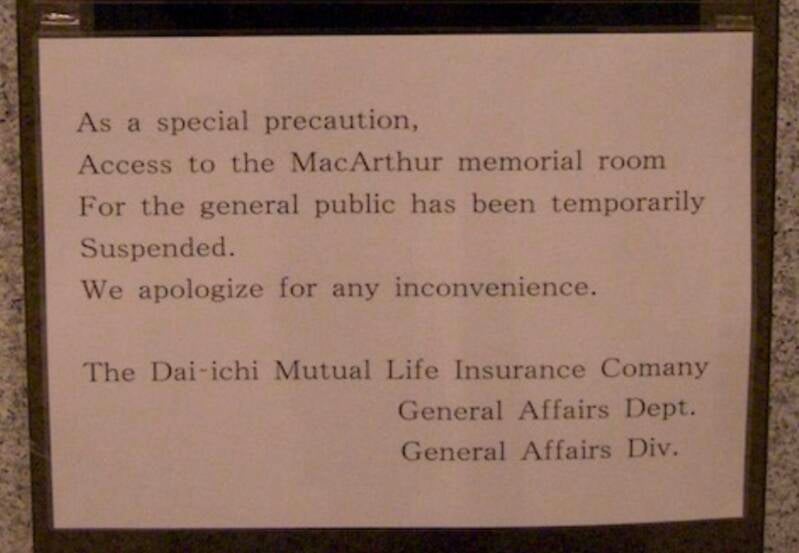 As a special precaution,
Access to the MacArthur memorial room
For the general public has been temporarily
Suspended.
We apologize for any inconvenience.
The Dai-ichi Mutual Life Insurance Comany
General Affairs Dept.
General Affairs Div.